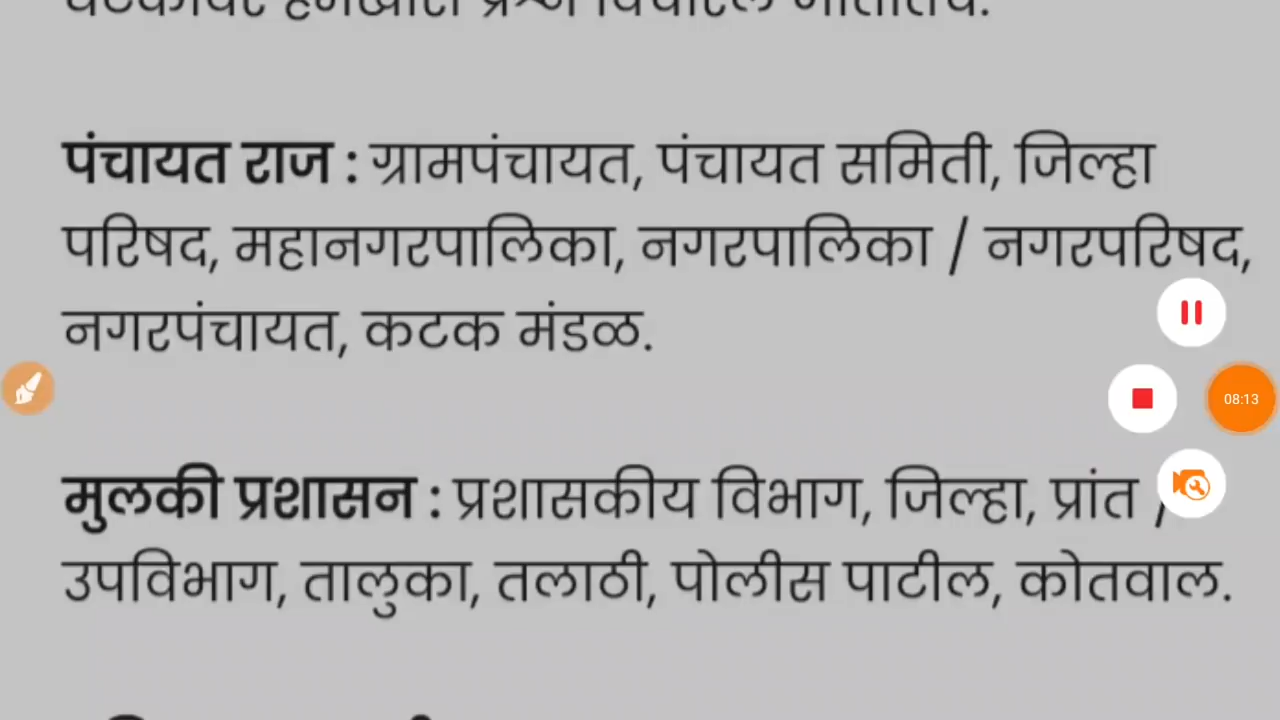 पंचायत राज : ग्रामपंचायत, पंचायत समिती, जिल्हा
परिषद, महानगरपालिका, नगरपालिका / नगरपरिषद,
नगरपंचायत, कटक मंडळ.
08:13
मुलकी प्रशासन : प्रशासकीय विभाग, जिल्हा, प्रांत /
उपविभाग, तालुका, तलाठी, पोलीस पाटील, कोतवाल.